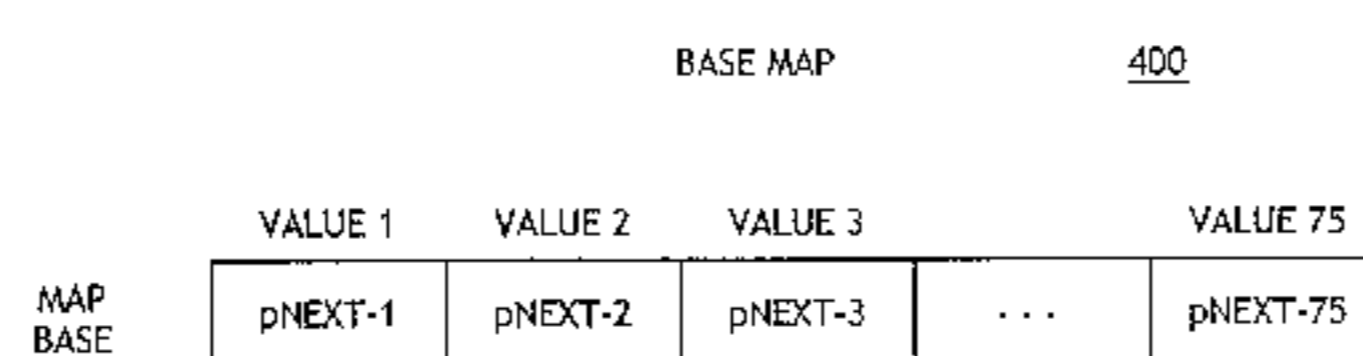 BASE MAP 400
VALUE 1 VALUE 2 VALUE 3 VALUE 75
MAP BASE pNEXT-1 pNEXT-2 pNEXT-3 . . . pNEXT-75